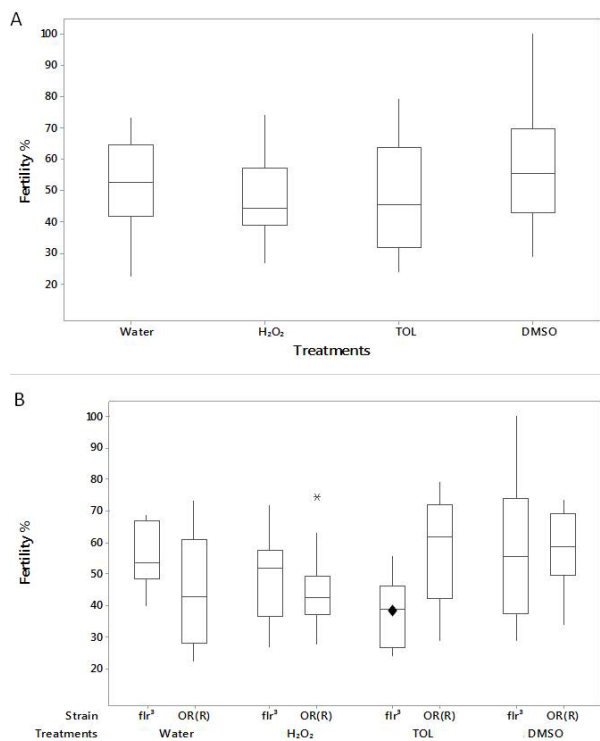 A
100
90
80
70
60
50
40
30
20
Fertility %
Water H₂O₂ TOL DMSO
Treatments
B
100
90
80
70
60
50
40
30
20
Fertility %
Strain flr³ OR(R) flr³ OR(R) flr³ OR(R) flr³ OR(R)
Treatments Water H₂O₂ TOL DMSO